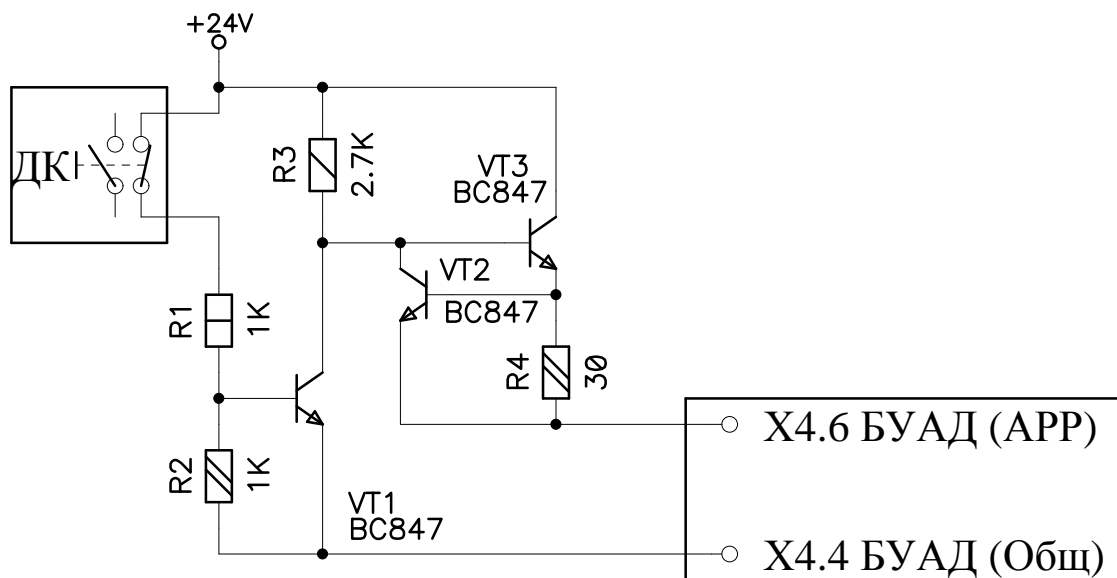 +24V
ДК
R3
2.7K
VT3
BC847
VT2
BC847
R1
1K
R4
30
R2
1K
VT1
BC847
X4.6 БУАД (АРР)
X4.4 БУАД (Общ)